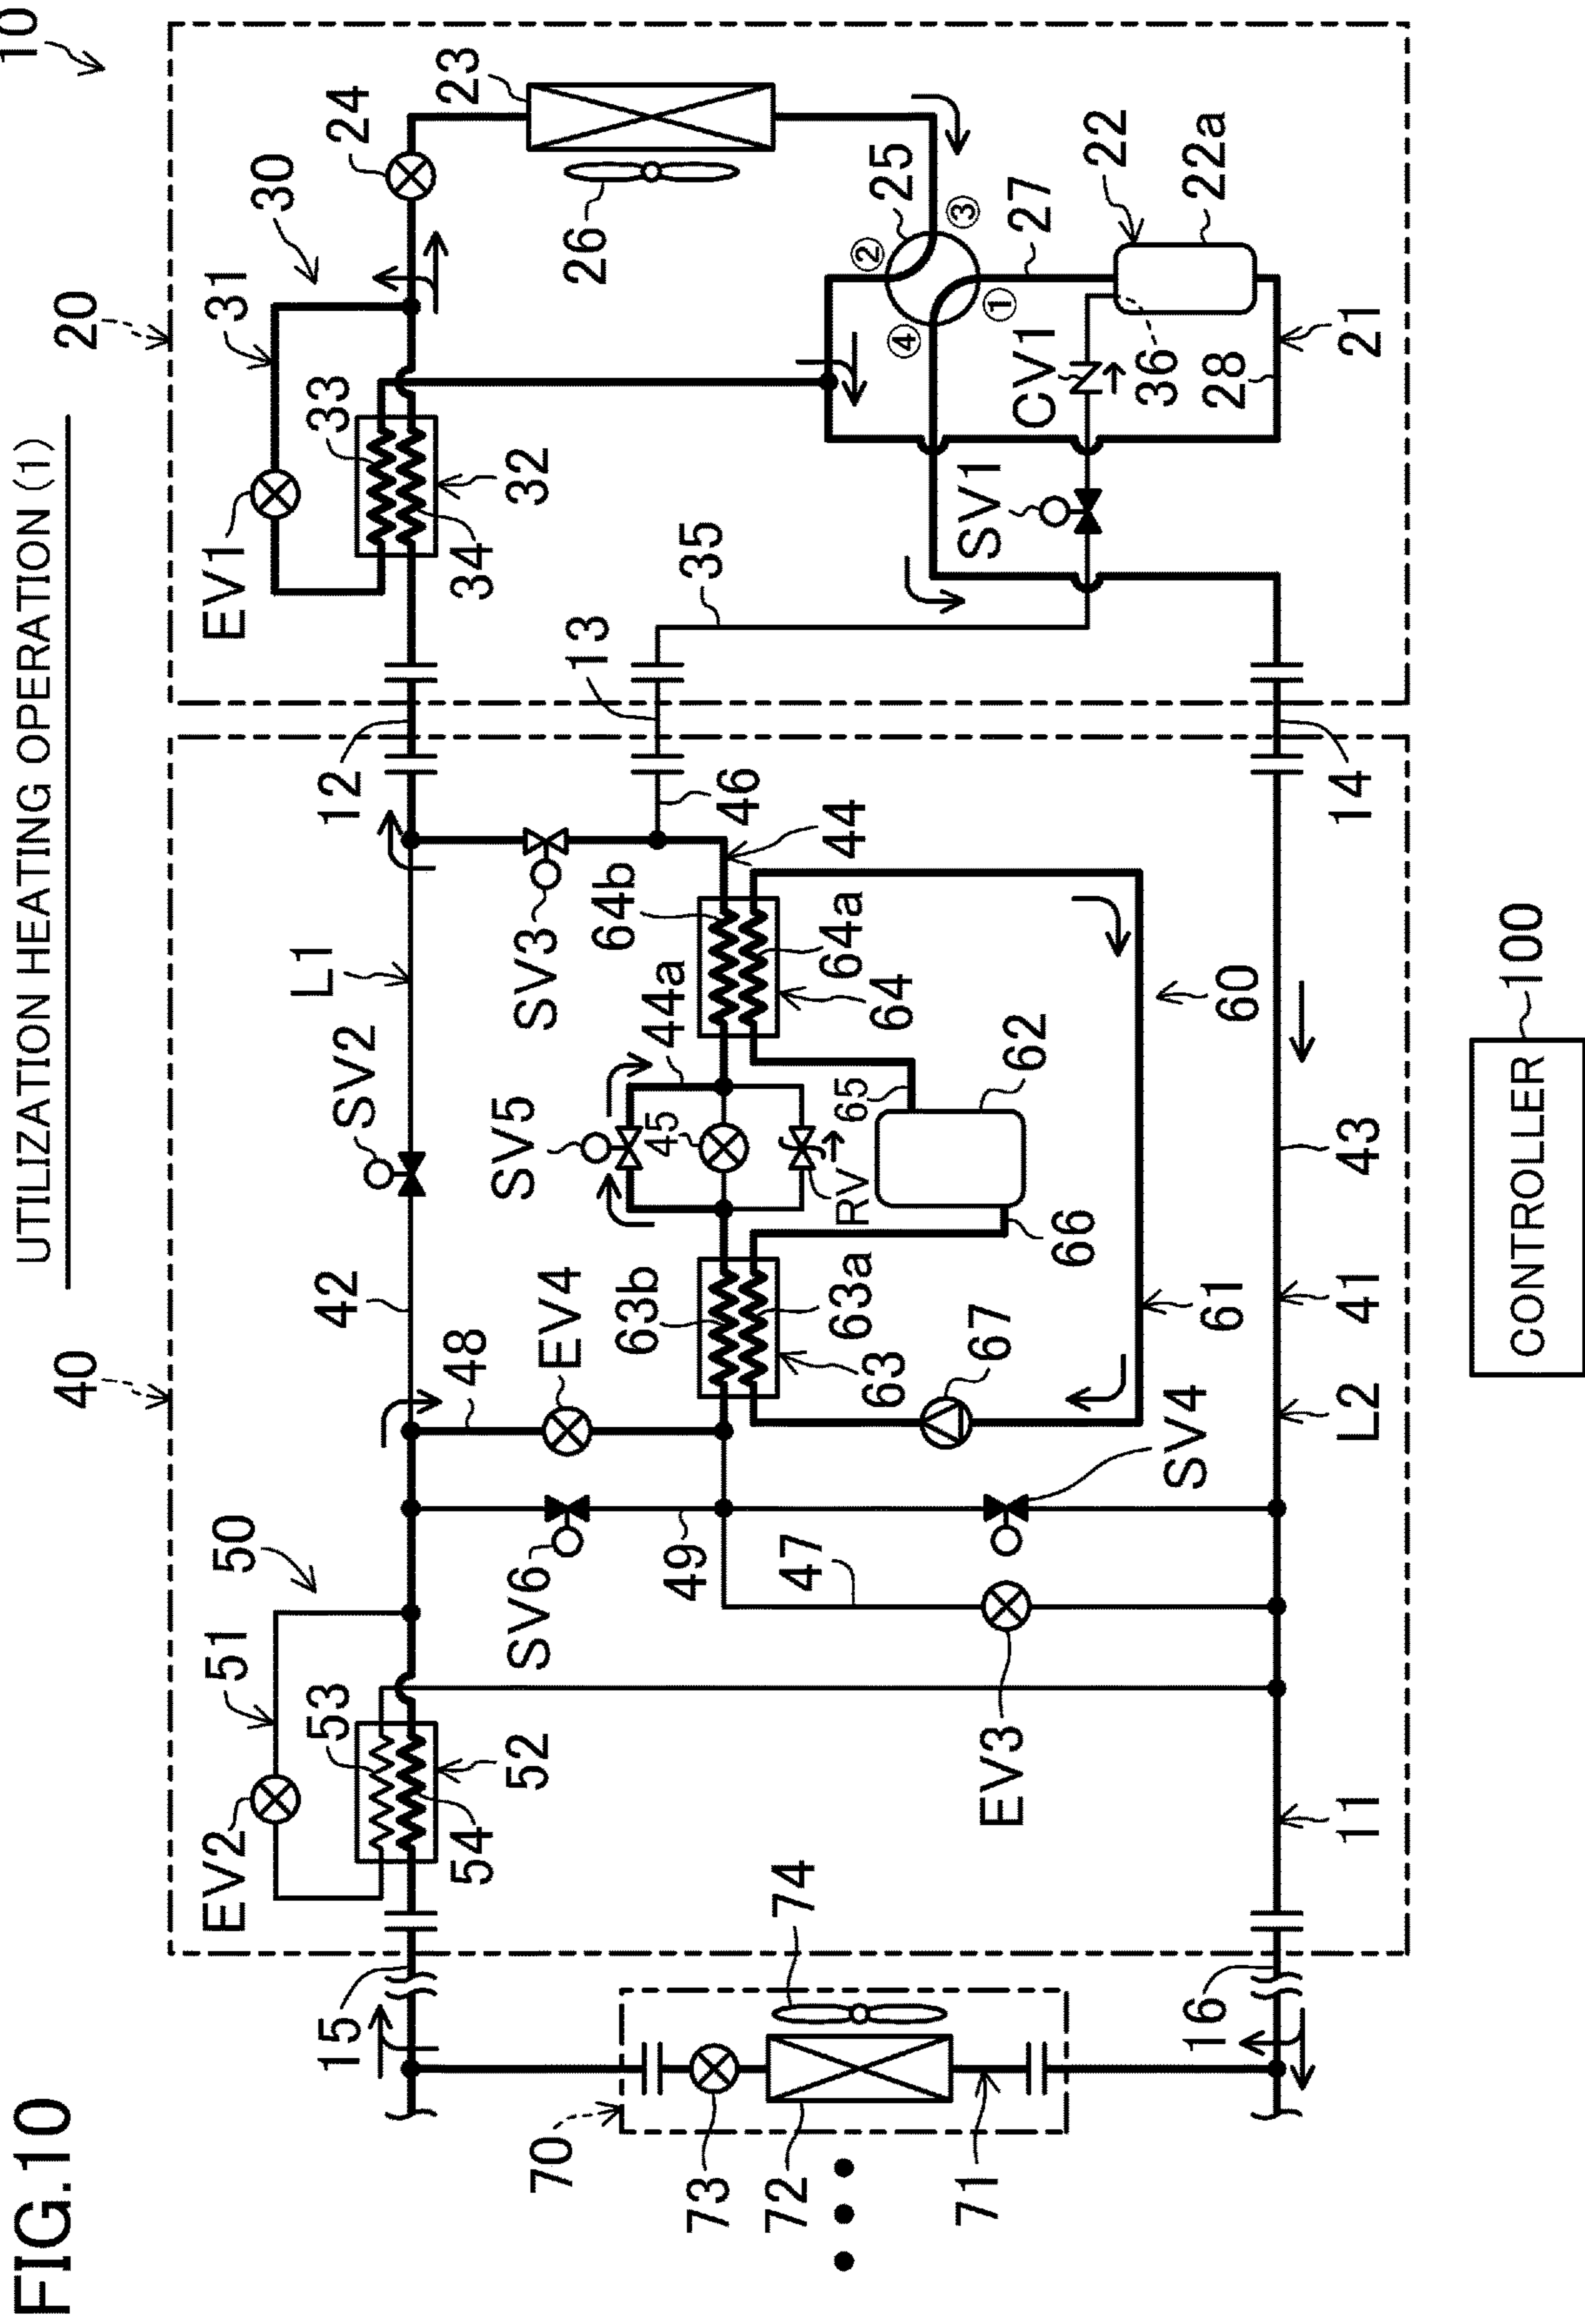 FIG.10
UTILIZATION HEATING OPERATION (1)
10
40
20
50
30
EV2
51
EV1
31
53
33
24
23
15
54
52
42
SV2
L1
12
34
32
48
26
70
73
72
74
71
SV6
49
EV4
63b
SV5
44a
45
SV3
64b
46
13
35
25
②
③
④
①
27
22
22a
47
63
63a
RV
65
64
64a
44
SV1
CV1
36
28
21
EV3
SV4
67
66
62
60
61
16
11
L2
41
43
14
CONTROLLER
100